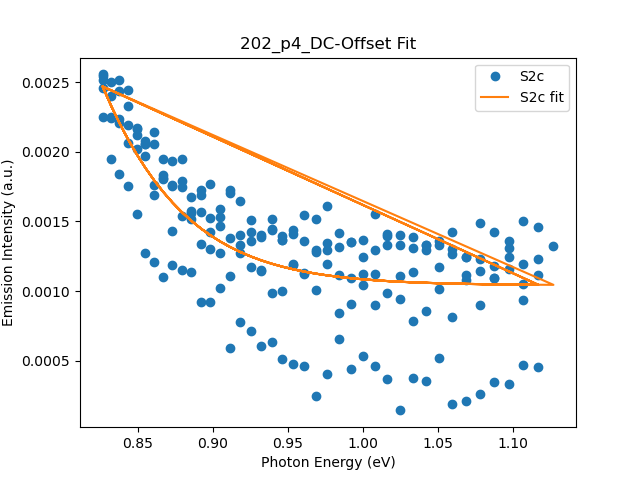 202_p4_DC-Offset Fit
S2c
S2c fit
0.0025
0.0020
0.0015
0.0010
0.0005
Emission Intensity (a.u.)
0.85 0.90 0.95 1.00 1.05 1.10
Photon Energy (eV)